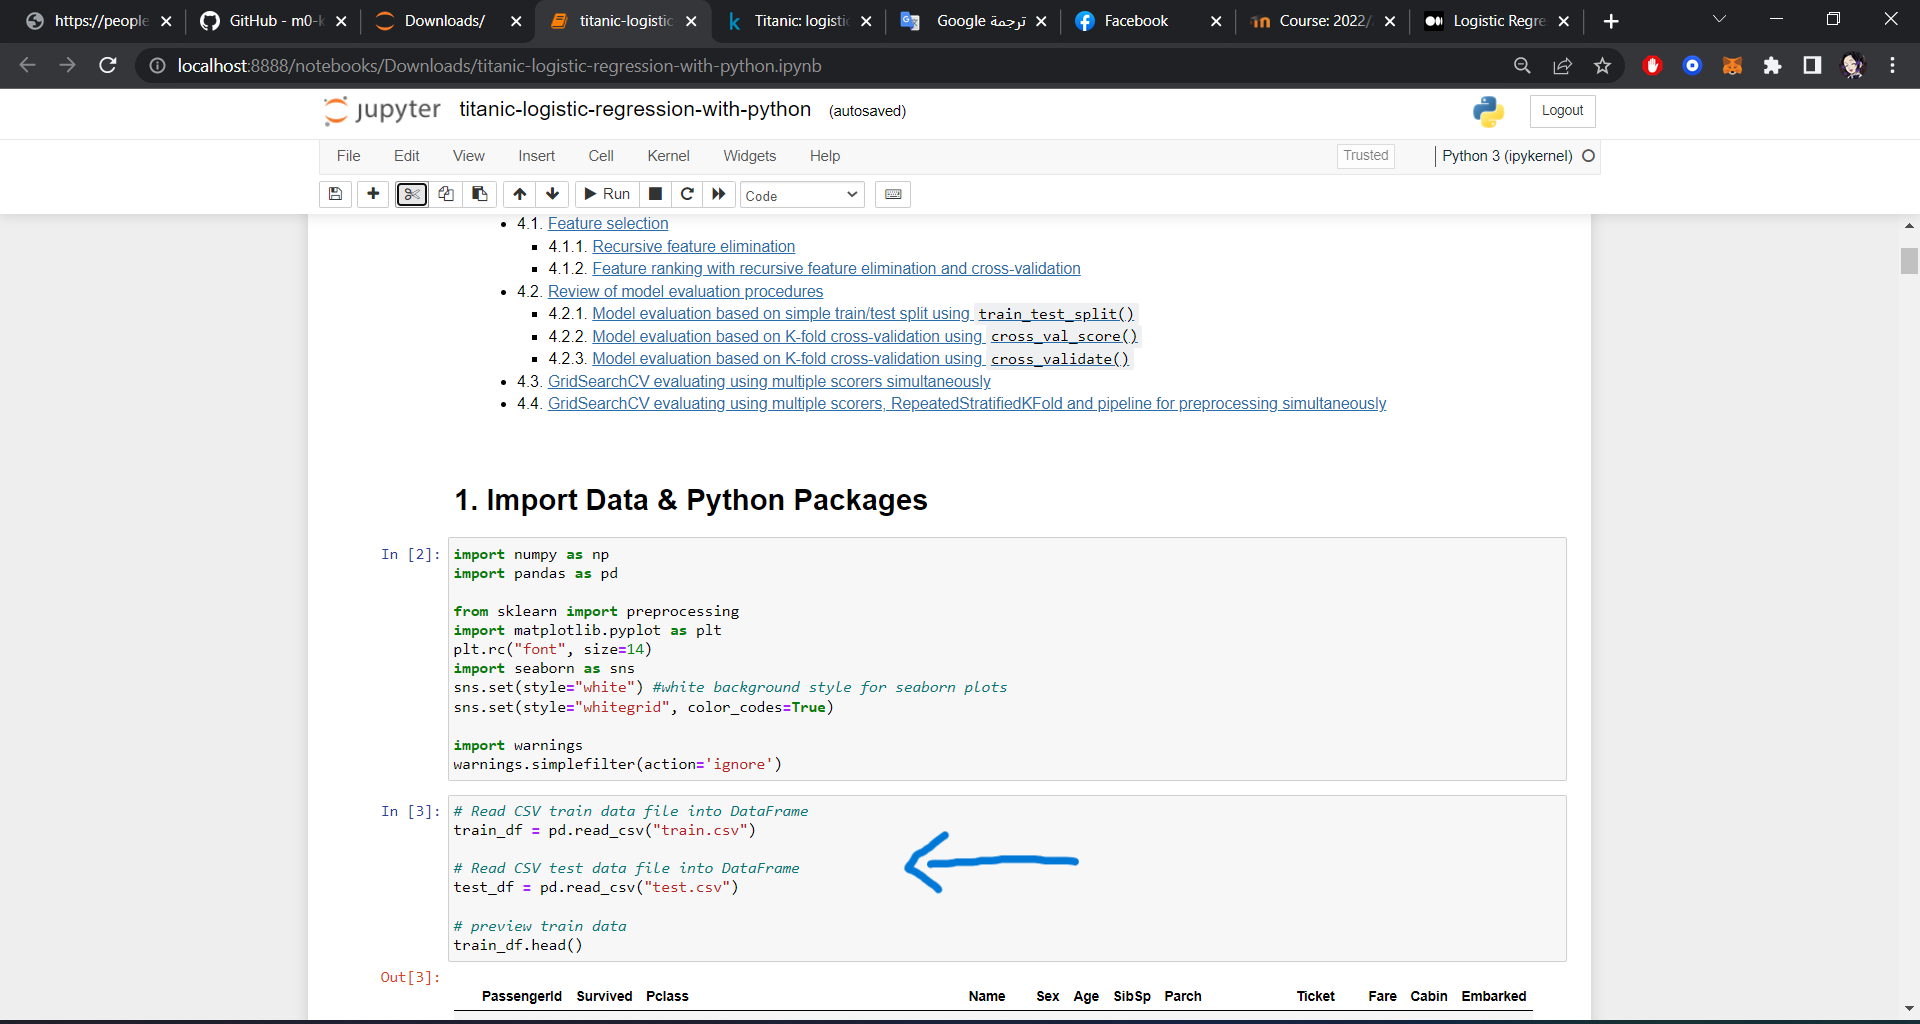 https://people
GitHub - m0-k
Downloads/
titanic-logistic
Titanic: logistic
Google ترجمة
Facebook
Course: 2022/
Logistic Regre
localhost:8888/notebooks/Downloads/titanic-logistic-regression-with-python.ipynb
jupyter titanic-logistic-regression-with-python (autosaved)
Logout
File Edit View Insert Cell Kernel Widgets Help
Trusted
Python 3 (ipykernel)
Run
Code
4.1. Feature selection
4.1.1. Recursive feature elimination
4.1.2. Feature ranking with recursive feature elimination and cross-validation
4.2. Review of model evaluation procedures
4.2.1. Model evaluation based on simple train/test split using train_test_split()
4.2.2. Model evaluation based on K-fold cross-validation using cross_val_score()
4.2.3. Model evaluation based on K-fold cross-validation using cross_validate()
4.3. GridSearchCV evaluating using multiple scorers simultaneously
4.4. GridSearchCV evaluating using multiple scorers, RepeatedStratifiedKFold and pipeline for preprocessing simultaneously
1. Import Data & Python Packages
In [2]:
import numpy as np
import pandas as pd
from sklearn import preprocessing
import matplotlib.pyplot as plt
plt.rc("font", size=14)
import seaborn as sns
sns.set(style="white") #white background style for seaborn plots
sns.set(style="whitegrid", color_codes=True)
import warnings
warnings.simplefilter(action='ignore')
In [3]:
# Read CSV train data file into DataFrame
train_df = pd.read_csv("train.csv")
# Read CSV test data file into DataFrame
test_df = pd.read_csv("test.csv")
# preview train data
train_df.head()
Out[3]:
PassengerId Survived Pclass Name Sex Age SibSp Parch Ticket Fare Cabin Embarked